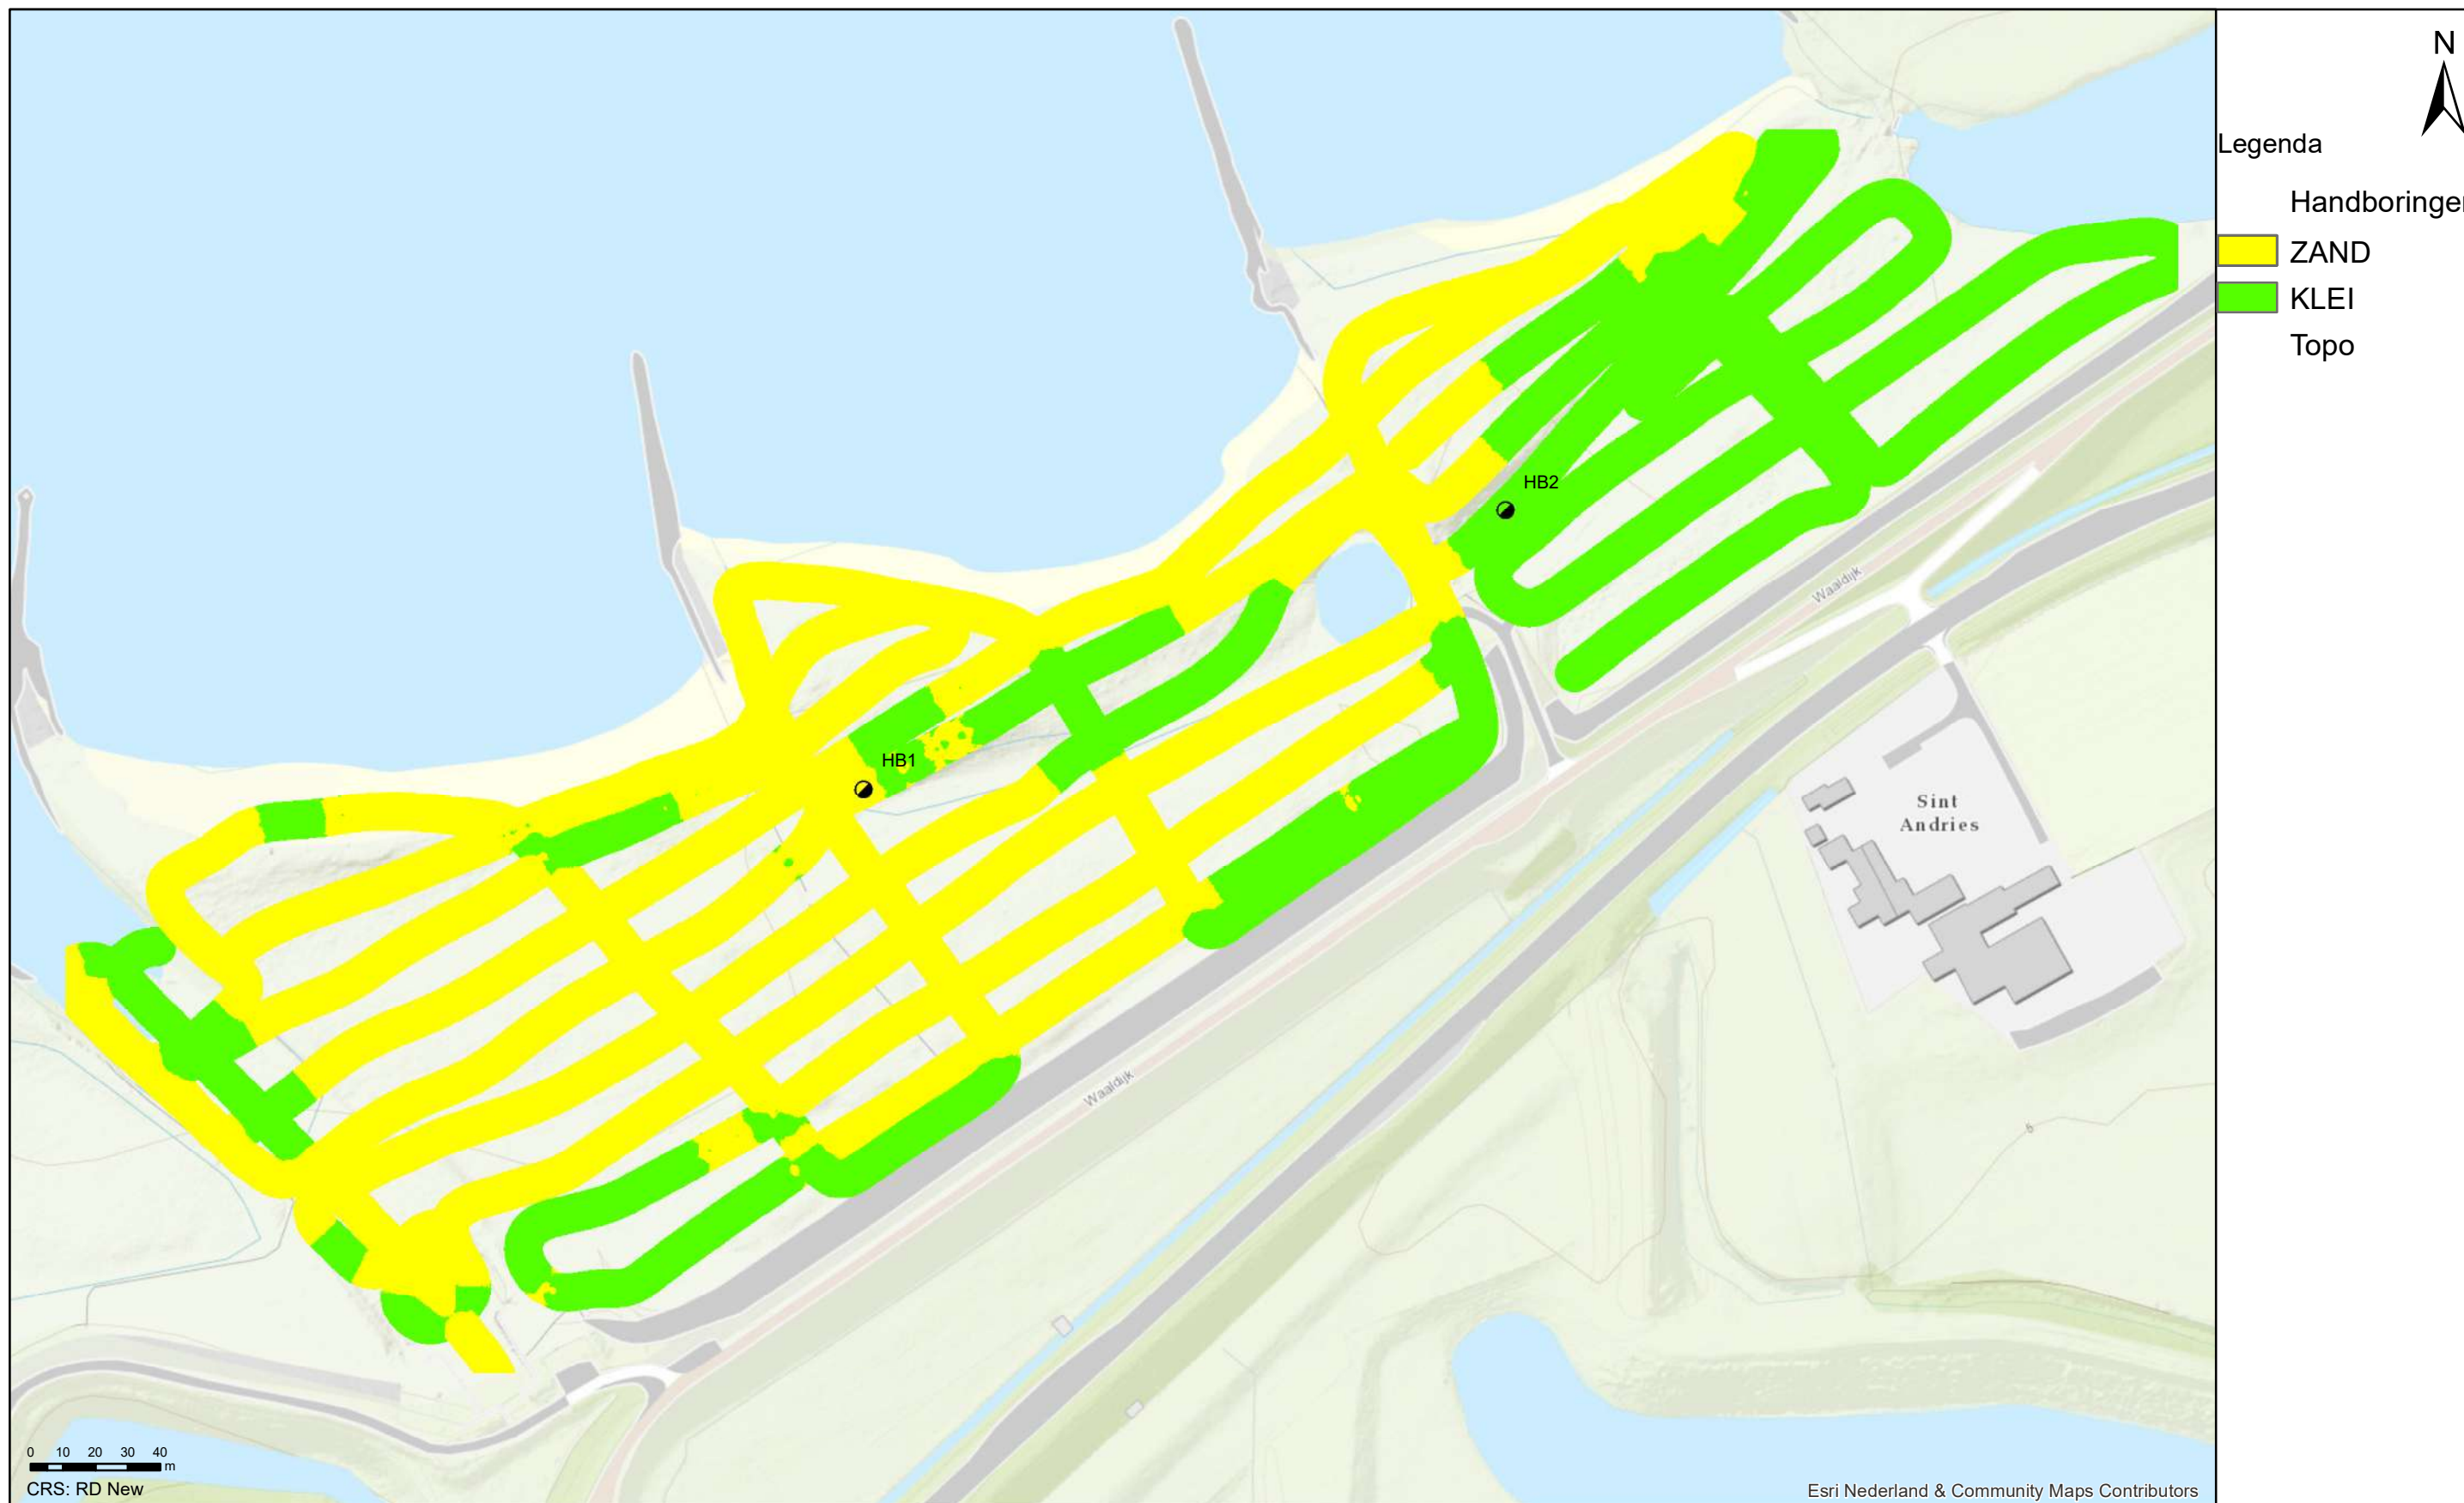 N
Legenda
Handboringen
ZAND
KLEI
Topo
HB2
Waaldijk
HB1
Sint
Andries
Waaldijk
6
0 10 20 30 40
m
CRS: RD New
Esri Nederland & Community Maps Contributors